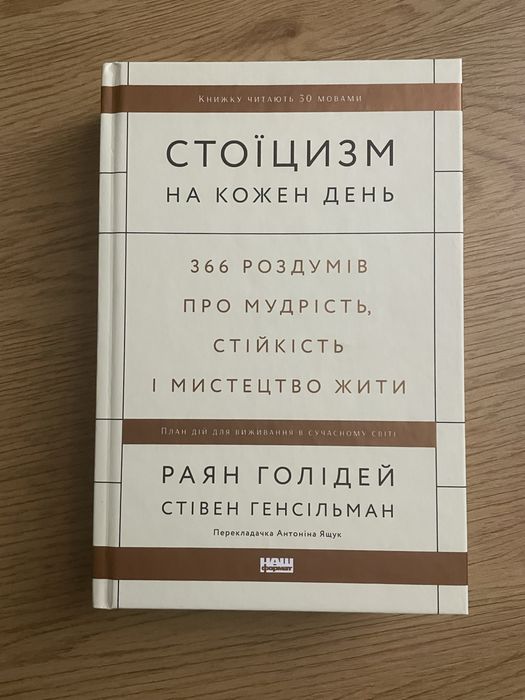 Книжку читають 30 мовами
СТОЇЦИЗМ
НА КОЖЕН ДЕНЬ
366 РОЗДУМІВ
ПРО МУДРІСТЬ,
СТІЙКІСТЬ
І МИСТЕЦТВО ЖИТИ
План дій для виживання в сучасному світі
РАЯН ГОЛІДЕЙ
СТІВЕН ГЕНСІЛЬМАН
Перекладачка Антоніна Ящук
наш
формат